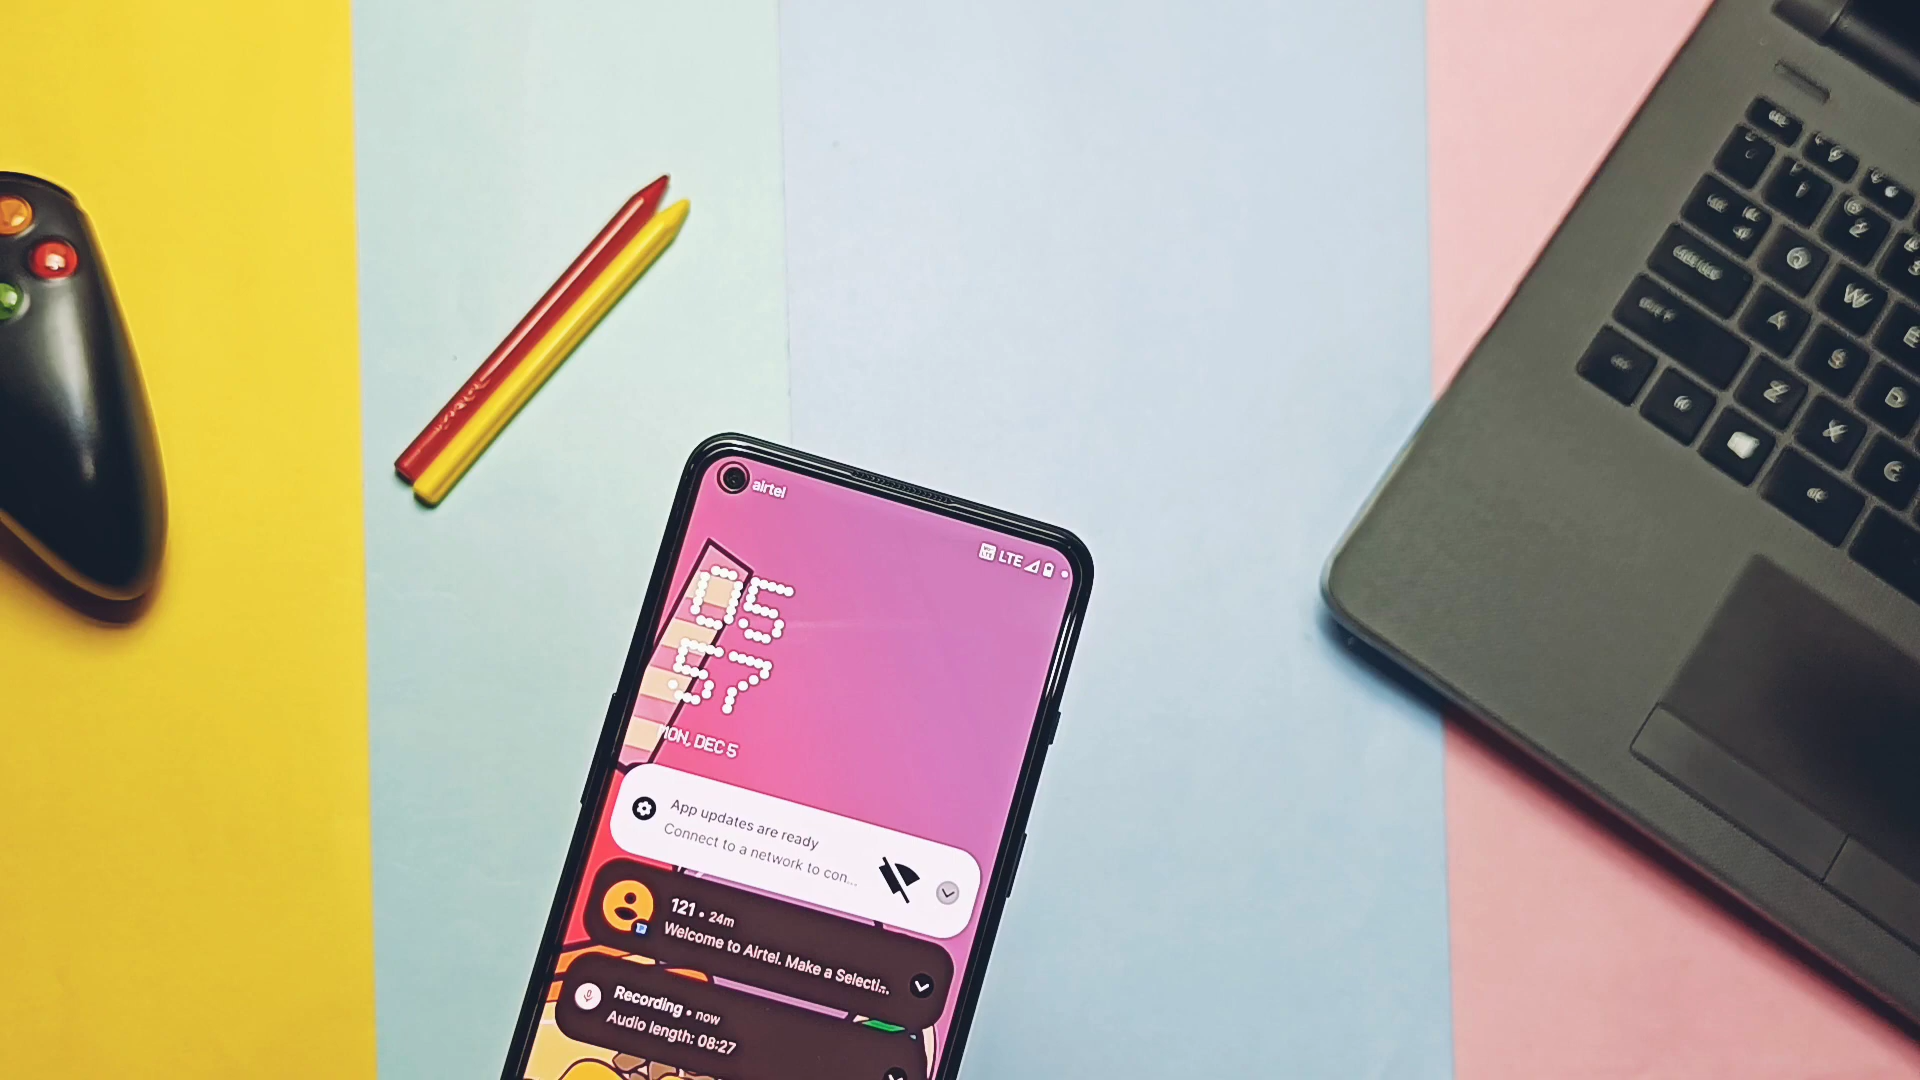 airtel
LTE
05
57
MON, DEC 5
App updates are ready
Connect to a network to con...
121 • 24m
Welcome to Airtel. Make a Selecti...
Recording • now
Audio length: 08:27
W
A
S
D
Z
X
C